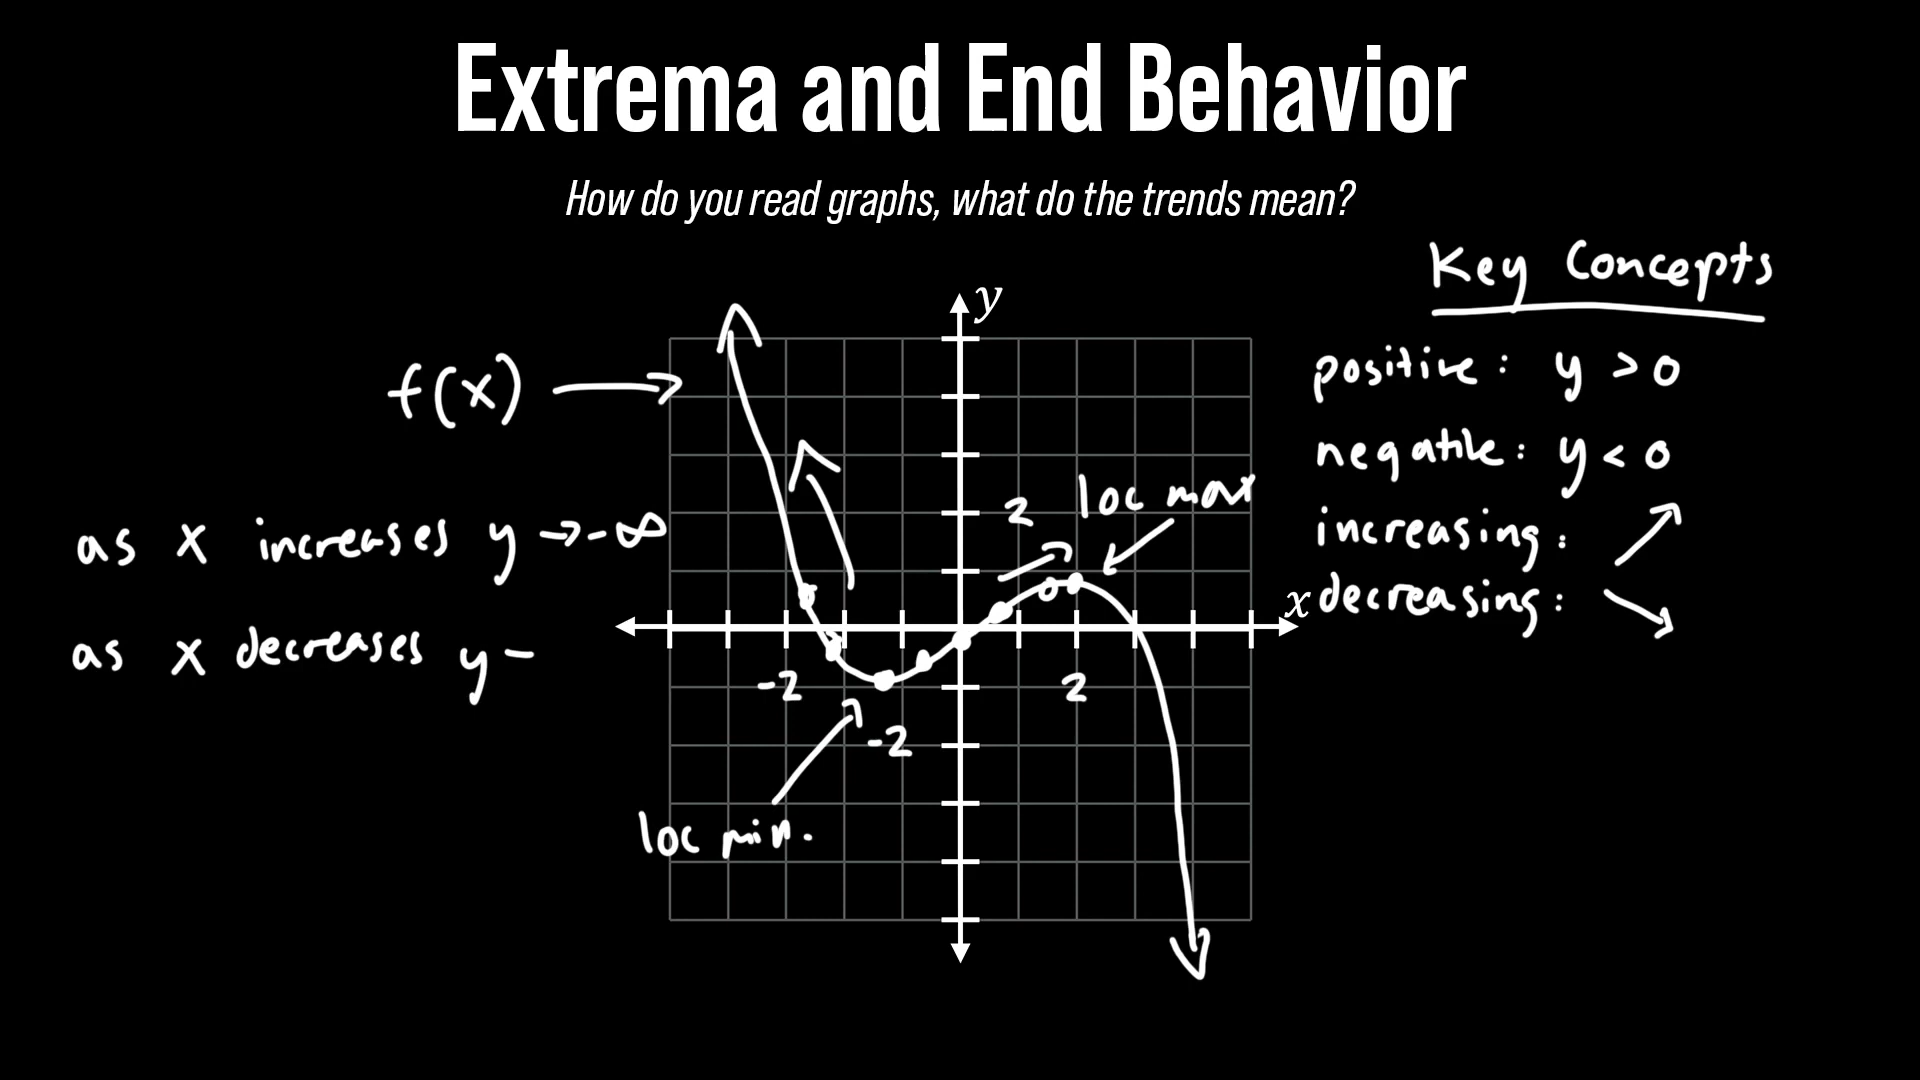 Extrema and End Behavior
How do you read graphs, what do the trends mean?
Key Concepts
y
f(x) →
positive: y > 0
negative: y < 0
2
loc max
as x increases y → -∞
increasing:
x
decreasing:
as x decreases y -
-2
2
-2
loc min.